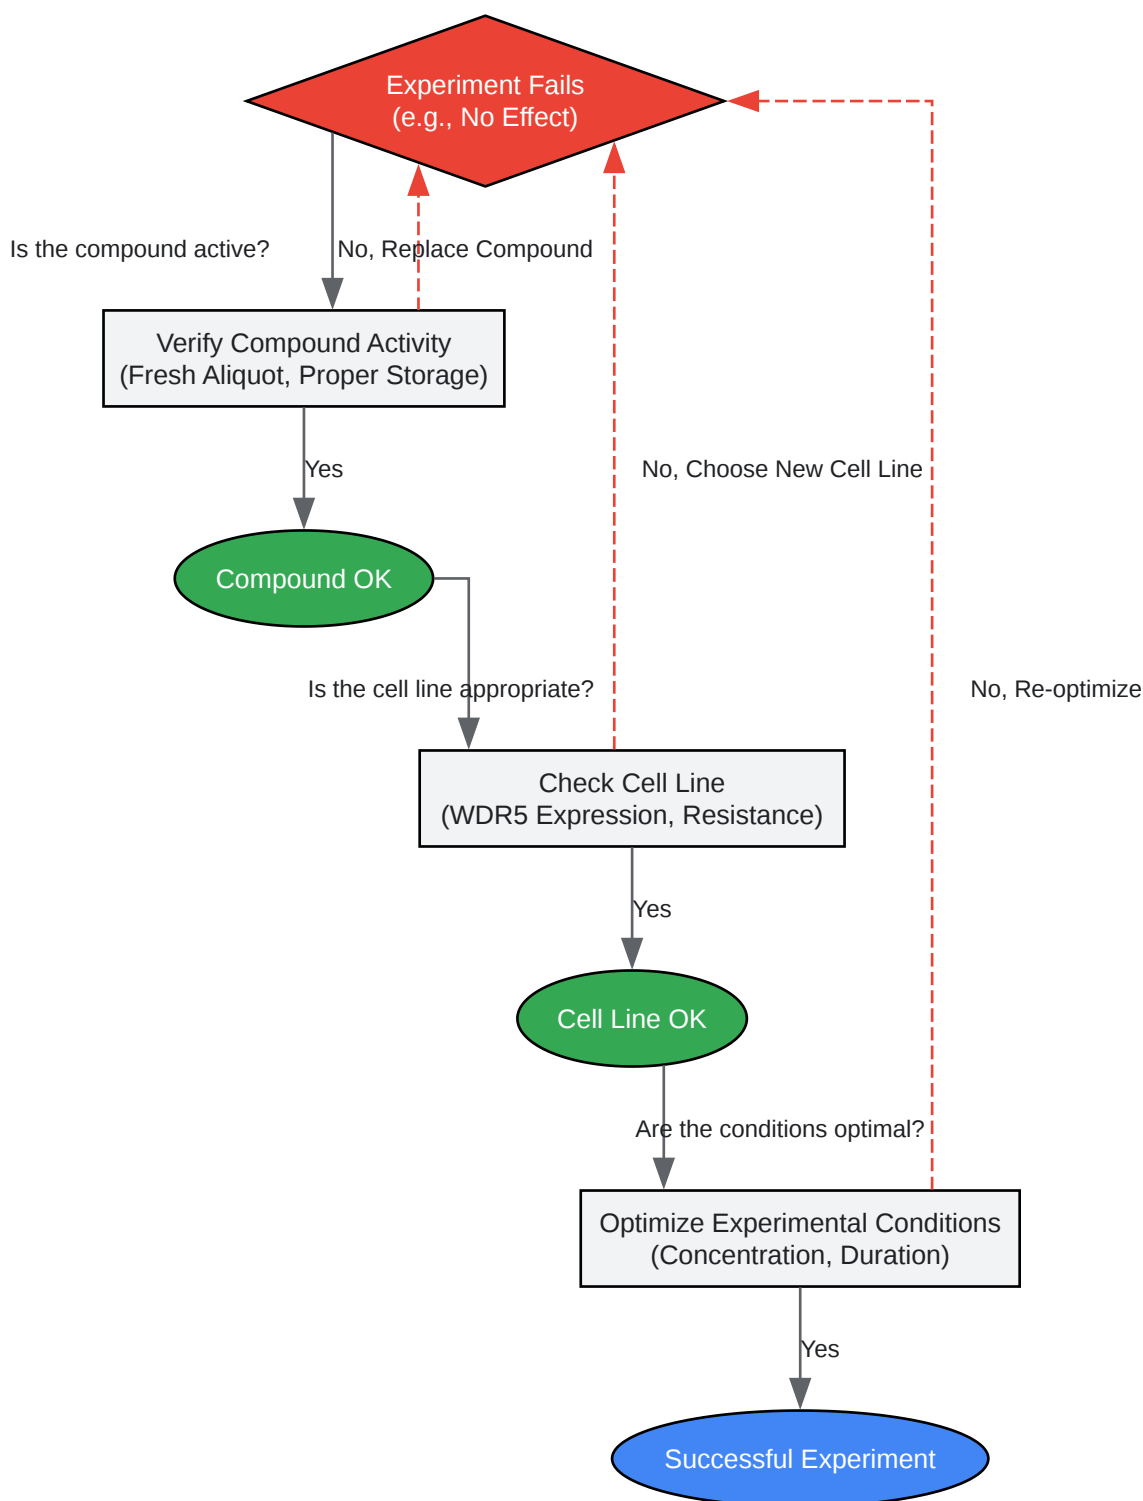 Experiment Fails
(e.g., No Effect)
Is the compound active?
No, Replace Compound
Verify Compound Activity
(Fresh Aliquot, Proper Storage)
Yes
No, Choose New Cell Line
Compound OK
Is the cell line appropriate?
No, Re-optimize
Check Cell Line
(WDR5 Expression, Resistance)
Yes
Cell Line OK
Are the conditions optimal?
Optimize Experimental Conditions
(Concentration, Duration)
Yes
Successful Experiment